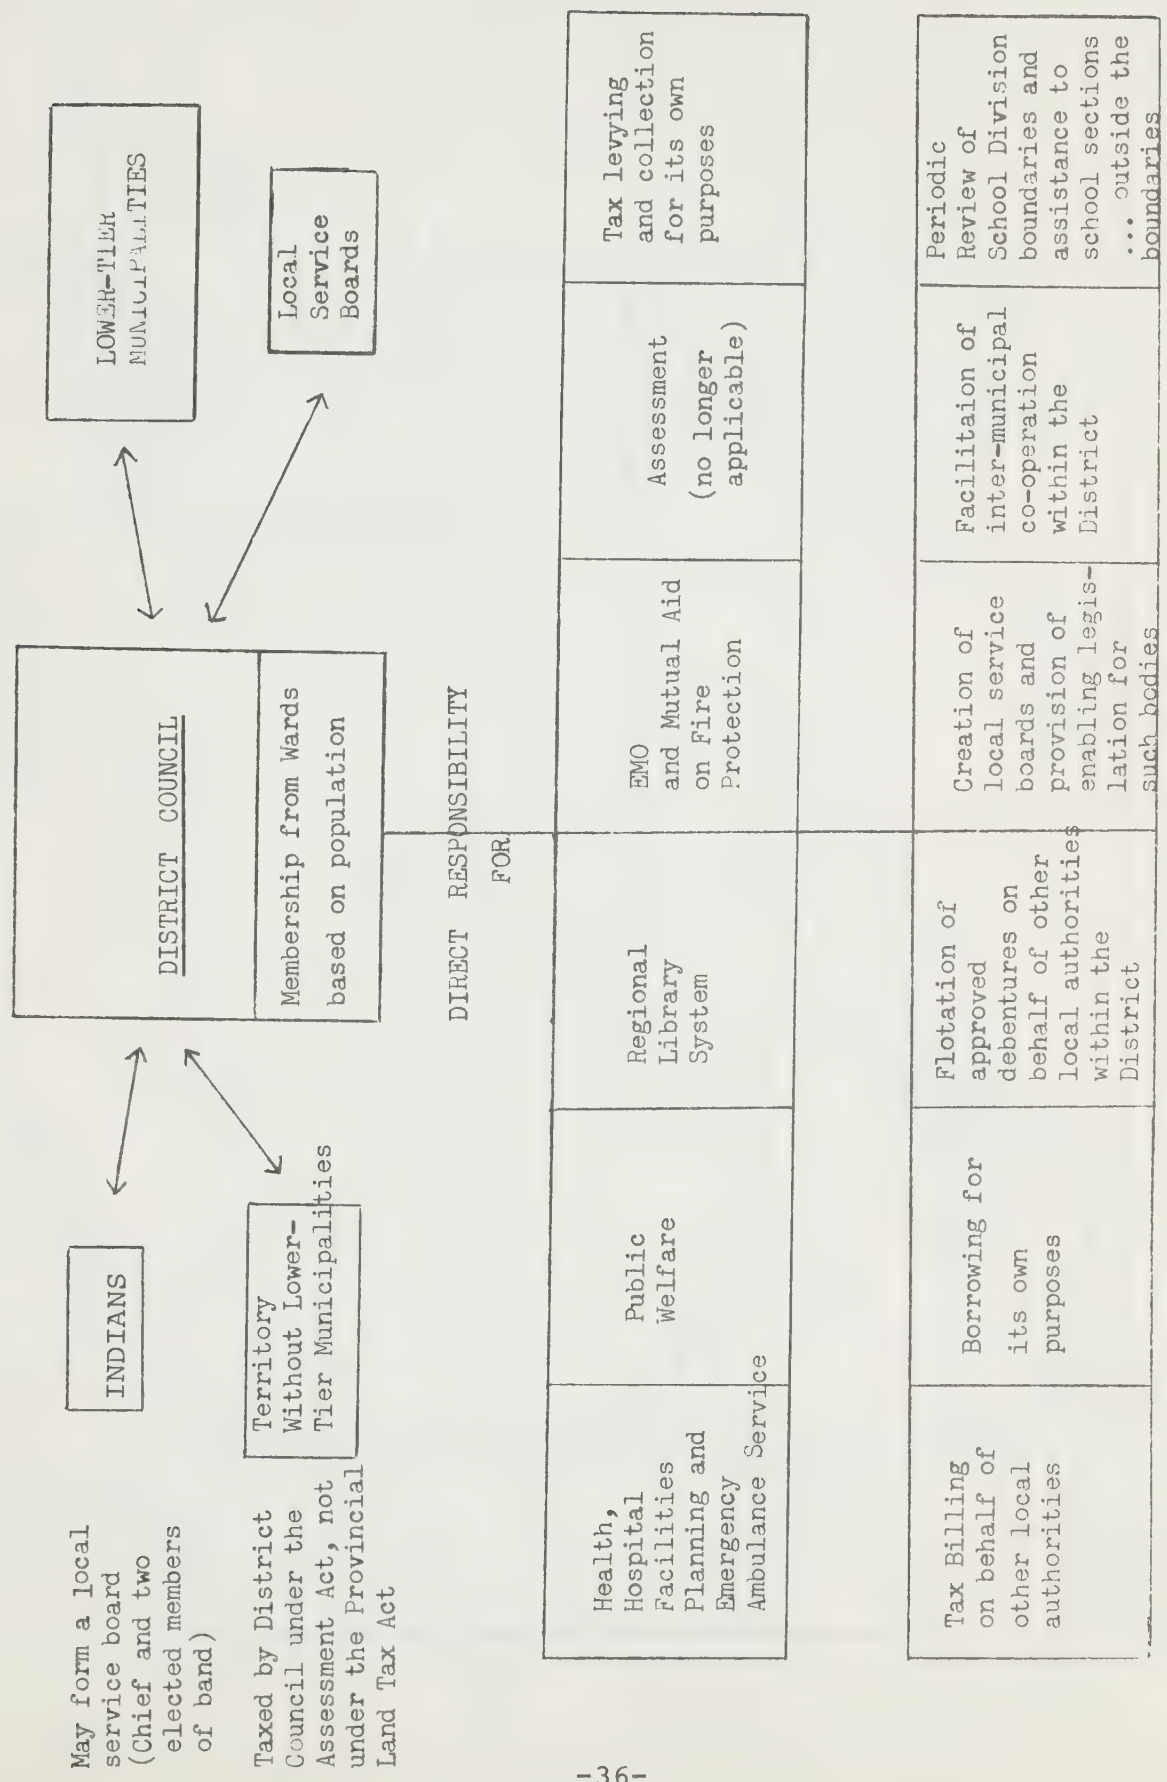 May form a local
service board
(Chief and two
elected members
of band)
INDIANS
Taxed by District
Council under the
Assessment Act, not
under the Provincial
Land Tax Act
Territory
Without Lower-
Tier Municipalities
DISTRICT COUNCIL
Membership from Wards
based on population
LOWER-TIER
MUNICIPALITIES
Local
Service
Boards
DIRECT RESPONSIBILITY
FOR
Health,
Hospital
Facilities
Planning and
Emergency
Ambulance Service
Public
Welfare
Regional
Library
System
EMO
and Mutual Aid
on Fire
Protection
Assessment
(no longer
applicable)
Tax levying
and collection
for its own
purposes
Tax Billing
on behalf of
other local
authorities
Borrowing for
its own
purposes
Flotation of
approved
debentures on
behalf of other
local authorities
within the
District
Creation of
local service
boards and
provision of
enabling legis-
lation for
such bodies
Facilitaion of
inter-municipal
co-operation
within the
District
Periodic
Review of
School Division
boundaries and
assistance to
school sections
... outside the
boundaries
-36-